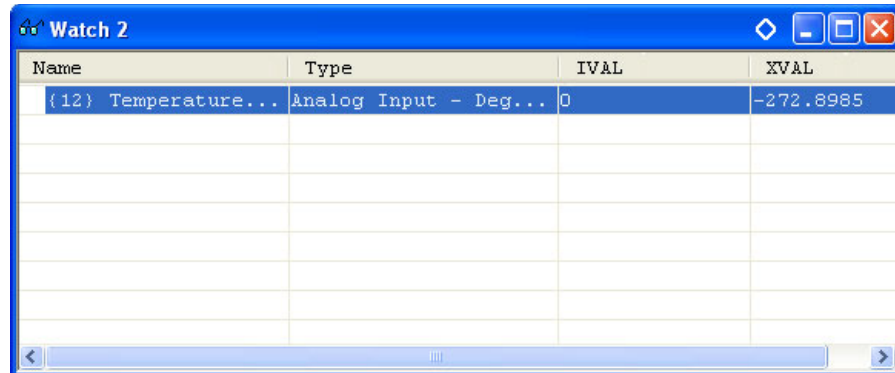 Watch 2
Name Type IVAL XVAL
{12} Temperature... Analog Input - Deg... 0 -272.8985